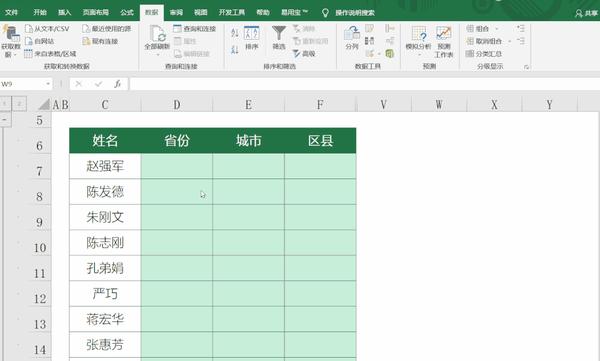 文件 开始 插入 页面布局 公式 数据 审阅 视图 开发工具 帮助 易用宝 ™ 操作说明搜索 共享
获取数据 从文本/CSV 最近使用的源 全部刷新 查询和连接 排序 筛选 清除 分列 模拟分析 预测工作表 组合
自网站 现有连接 属性 重新应用 取消组合
来自表格/区域 编辑链接 高级 分类汇总
获取和转换数据 查询和连接 排序和筛选 数据工具 预测 分级显示
W9 fx
1 2 A B C D E F V W X Y
5
6 姓名 省份 城市 区县
7 赵强军
8 陈发德
9 朱刚文
10 陈志刚
11 孔弟娟
12 严巧
13 蒋宏华
14 张惠芳